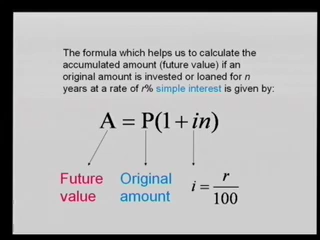 The formula which helps us to calculate the
accumulated amount (future value) if an
original amount is invested or loaned for n
years at a rate of r% simple interest is given by:
A = P(1+in)
Future value
Original amount
i = r/100